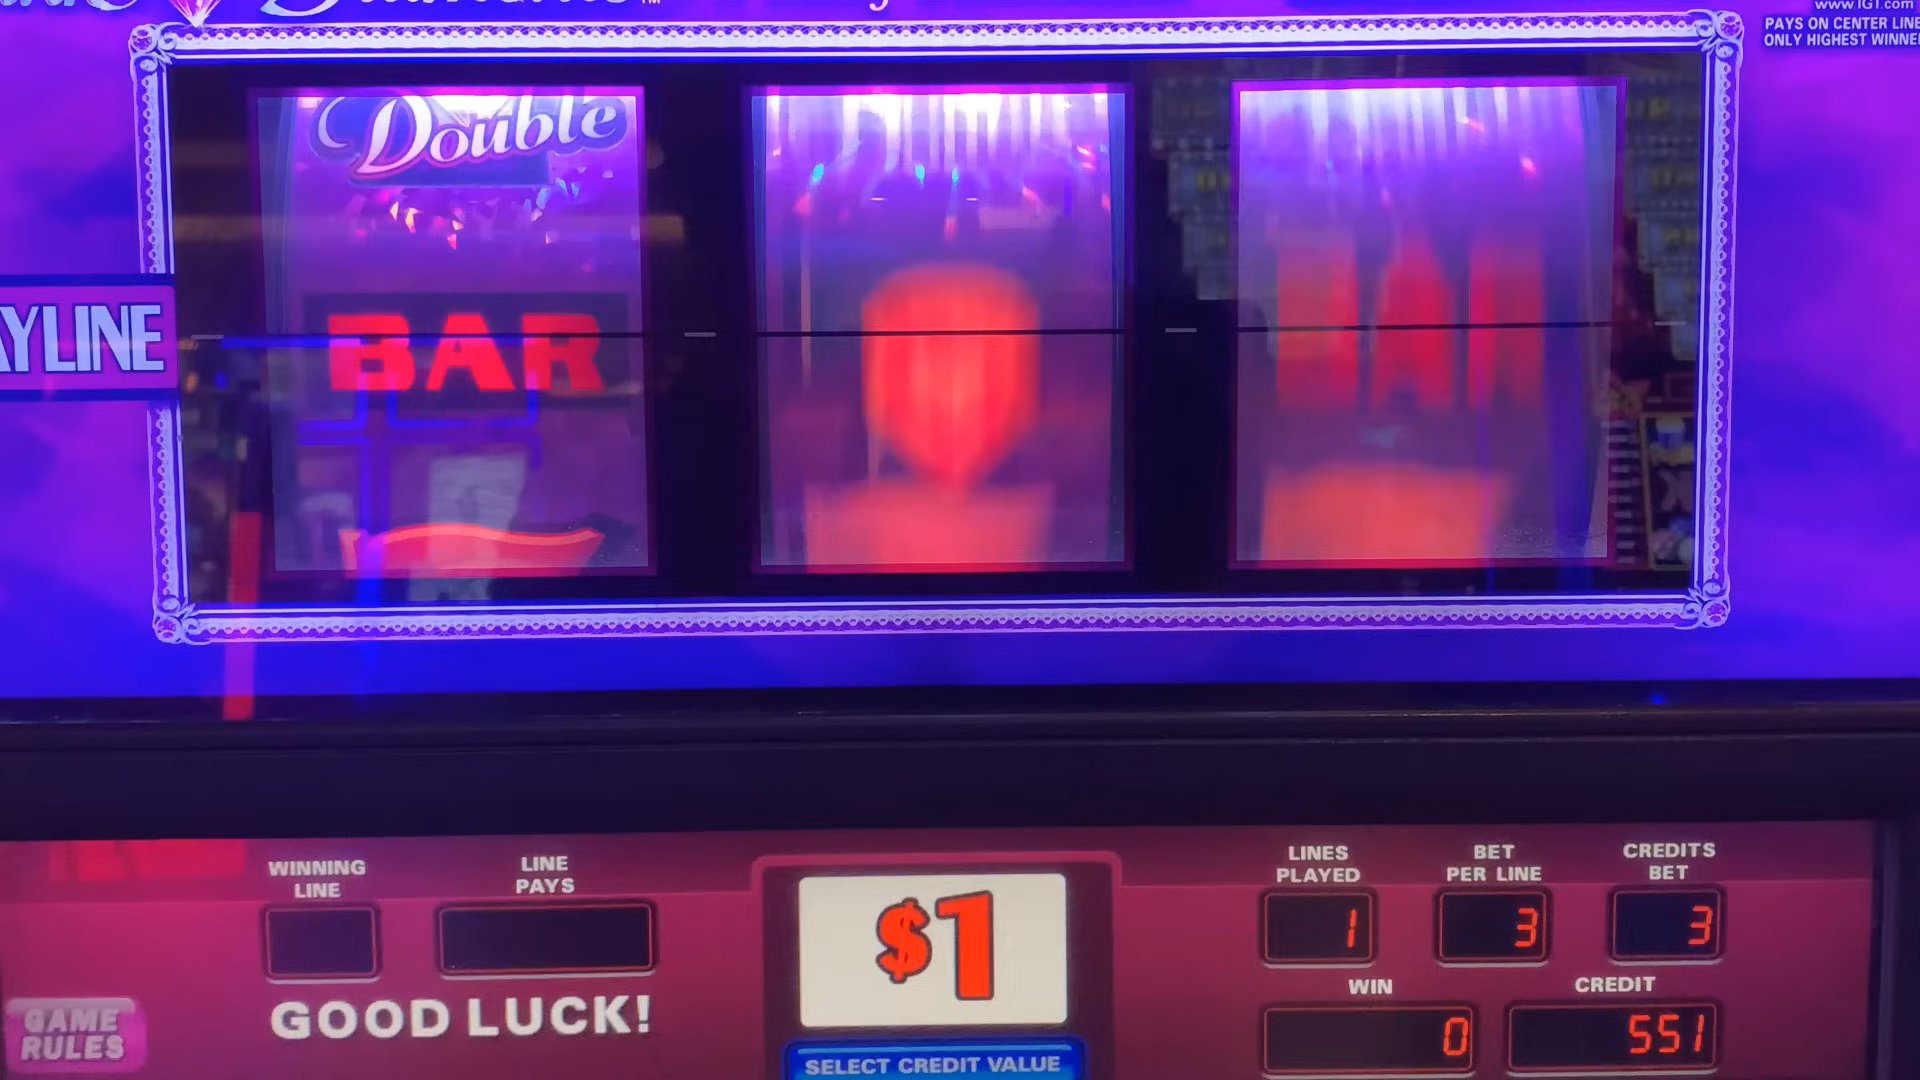 www.IGT.com
PAYS ON CENTER LINE
ONLY HIGHEST WINNER
Double
BAR
BAR
AYLINE
WINNING
LINE
LINE
PAYS
GOOD LUCK!
GAME
RULES
$1
SELECT CREDIT VALUE
LINES
PLAYED
1
BET
PER LINE
3
CREDITS
BET
3
WIN
0
CREDIT
551